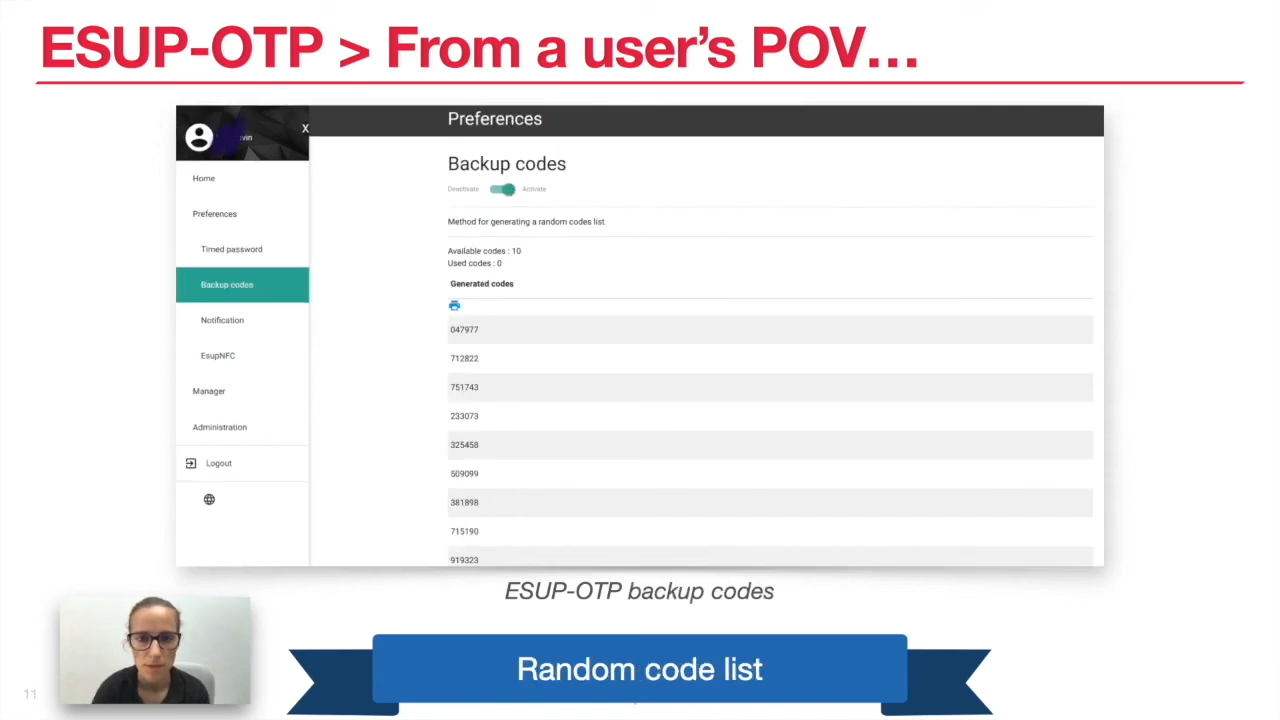 ESUP-OTP > From a user's POV...
X
Preferences
Home
Preferences
Timed password
Backup codes
Notification
EsupNFC
Manager
Administration
Logout
Backup codes
Deactivate Activate
Method for generating a random codes list
Available codes : 10
Used codes : 0
Generated codes
047977
712822
751743
233073
325458
509099
381898
715190
919323
ESUP-OTP backup codes
Random code list
11